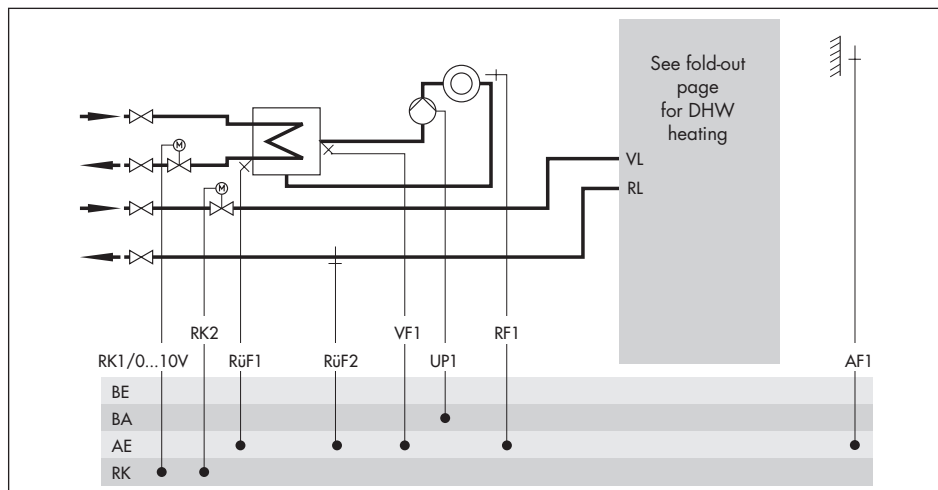 See fold-out
page
for DHW
heating
M
M
VL
RL
RK2
VF1
RF1
RK1/0...10V
RüF1
RüF2
UP1
AF1
BE
BA
AE
RK